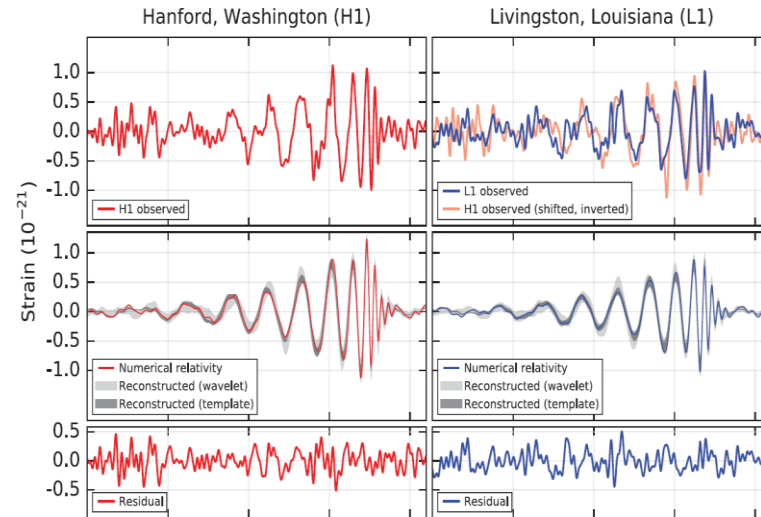 Hanford, Washington (H1)
Livingston, Louisiana (L1)
Strain (10⁻²¹)
1.0
0.5
0.0
-0.5
-1.0
H1 observed
L1 observed
H1 observed (shifted, inverted)
1.0
0.5
0.0
-0.5
-1.0
Numerical relativity
Reconstructed (wavelet)
Reconstructed (template)
Numerical relativity
Reconstructed (wavelet)
Reconstructed (template)
0.5
0.0
-0.5
Residual
Residual